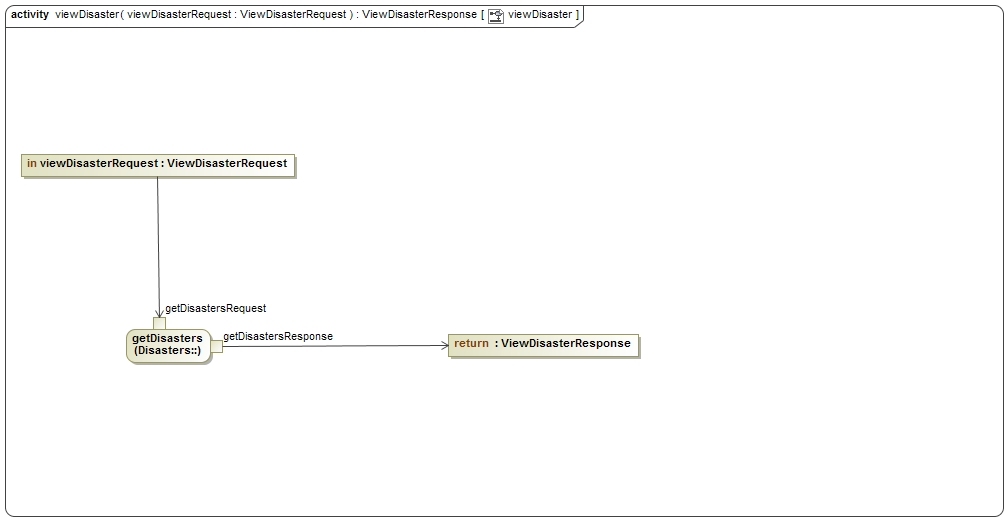 activity viewDisaster( viewDisasterRequest : ViewDisasterRequest ) : ViewDisasterResponse [ viewDisaster ]
in viewDisasterRequest : ViewDisasterRequest
getDisastersRequest
getDisasters
(Disasters::)
getDisastersResponse
return : ViewDisasterResponse